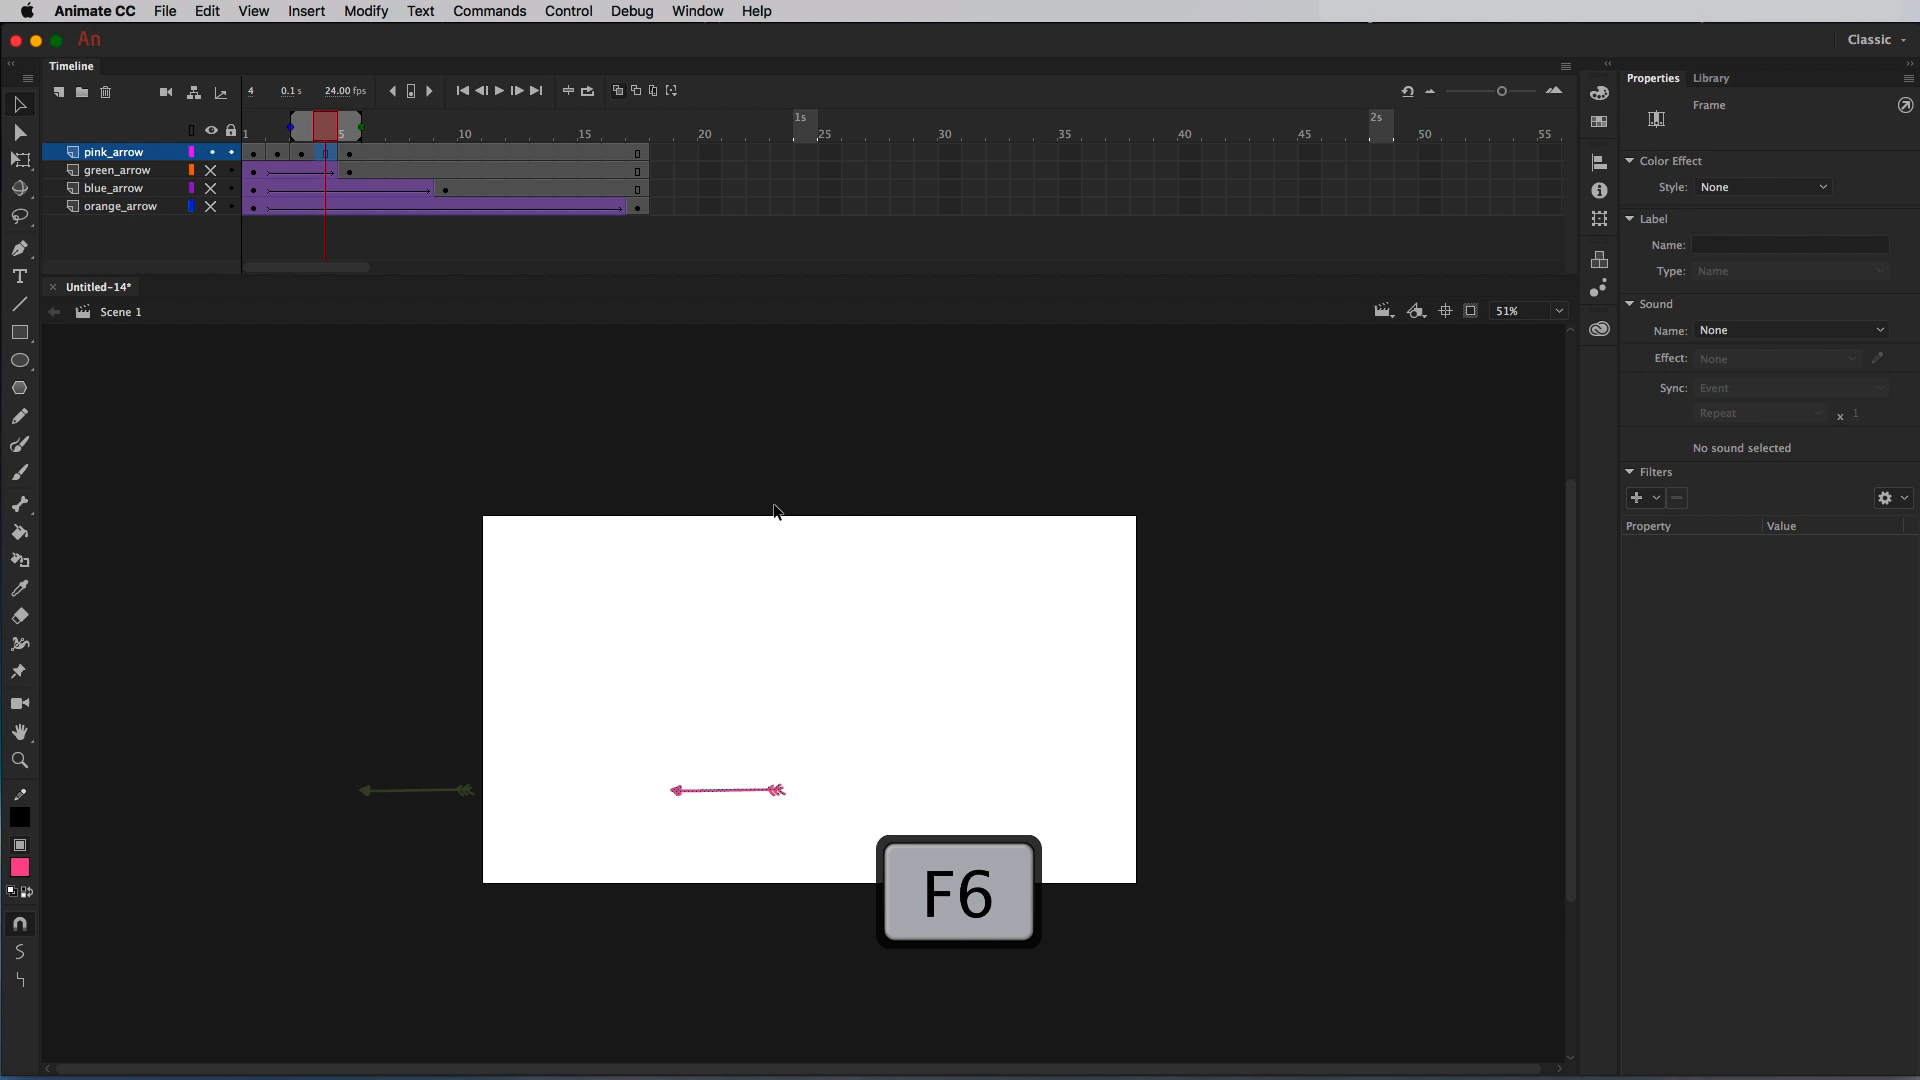 Animate CC File Edit View Insert Modify Text Commands Control Debug Window Help
An
Classic
Timeline
4 0.1 s 24.00 fps
1s 2s
1 5 10 15 20 25 30 35 40 45 50 55
pink_arrow
green_arrow
blue_arrow
orange_arrow
Untitled-14*
Scene 1
51%
F6
Properties Library
Frame
Color Effect
Style: None
Label
Name:
Type: Name
Sound
Name: None
Effect: None
Sync: Event
Repeat x 1
No sound selected
Filters
Property Value